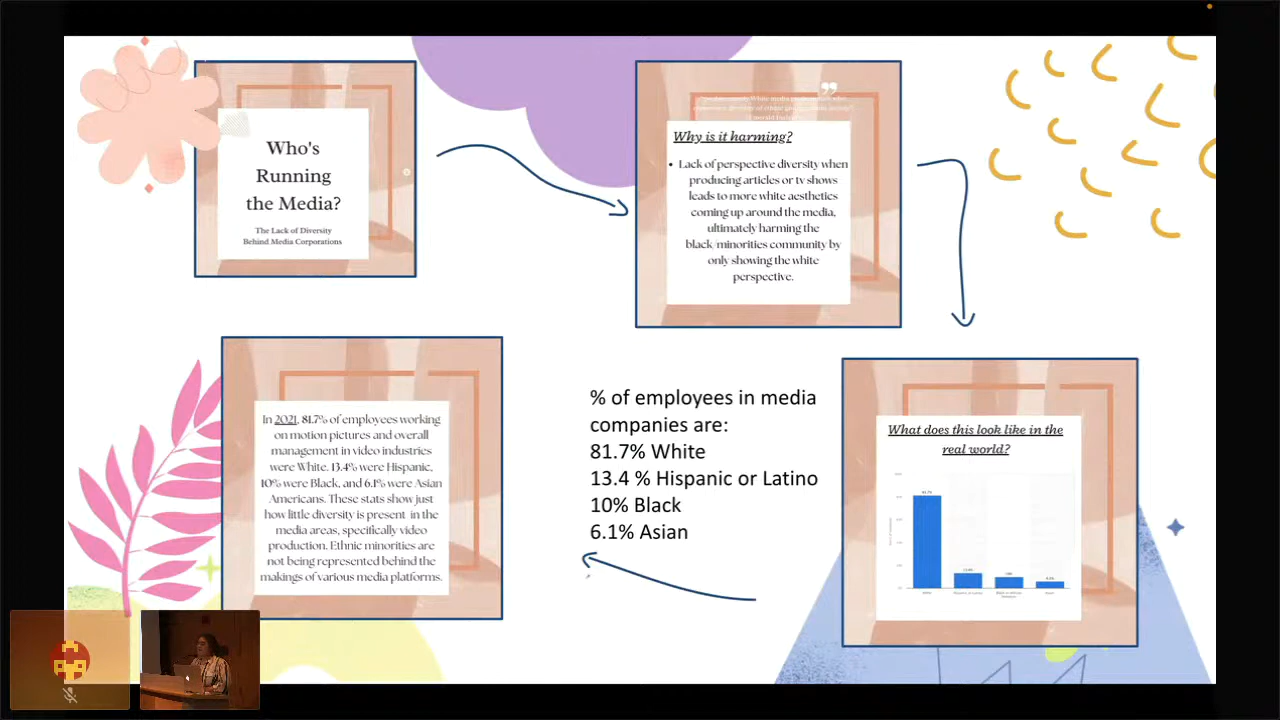 Who's
Running
the Media?
The Lack of Diversity
Behind Media Corporations
Why is it harming?
• Lack of perspective diversity when
producing articles or tv shows
leads to more white aesthetics
coming up around the media,
ultimately harming the
black/minorities community by
only showing the white
perspective.
What does this look like in the
real world?
% of employees in media
companies are:
81.7% White
13.4 % Hispanic or Latino
10% Black
6.1% Asian
In 2021, 81.7% of employees working
on motion pictures and overall
management in video industries
were White. 13.4% were Hispanic,
10% were Black, and 6.1% were Asian
Americans. These stats show just
how little diversity is present in the
media areas, specifically video
production. Ethnic minorities are
not being represented behind the
makings of various media platforms.